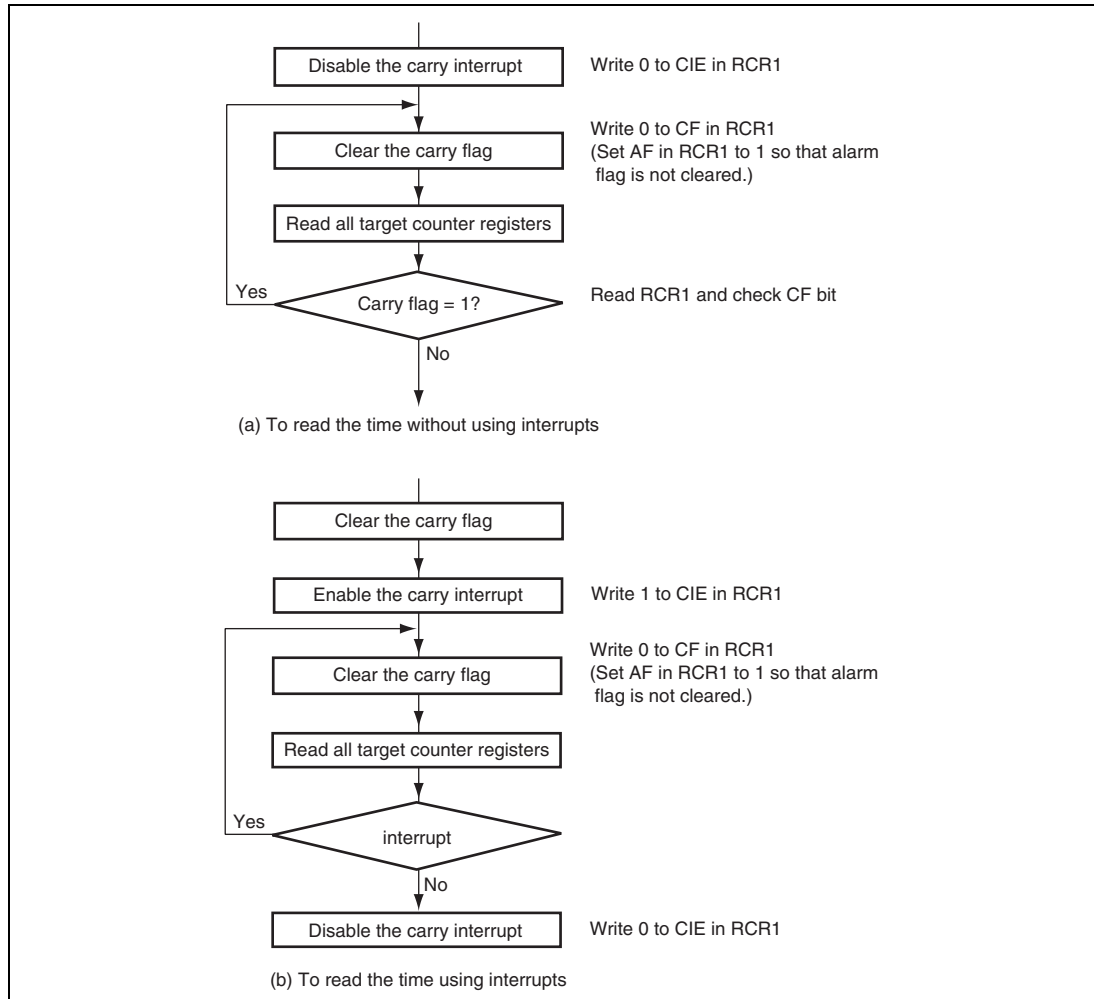 Disable the carry interrupt
Write 0 to CIE in RCR1
Write 0 to CF in RCR1
Clear the carry flag
(Set AF in RCR1 to 1 so that alarm
flag is not cleared.)
Read all target counter registers
Yes
Carry flag = 1?
Read RCR1 and check CF bit
No
(a) To read the time without using interrupts
Clear the carry flag
Enable the carry interrupt
Write 1 to CIE in RCR1
Write 0 to CF in RCR1
Clear the carry flag
(Set AF in RCR1 to 1 so that alarm
flag is not cleared.)
Read all target counter registers
Yes
interrupt
No
Disable the carry interrupt
Write 0 to CIE in RCR1
(b) To read the time using interrupts